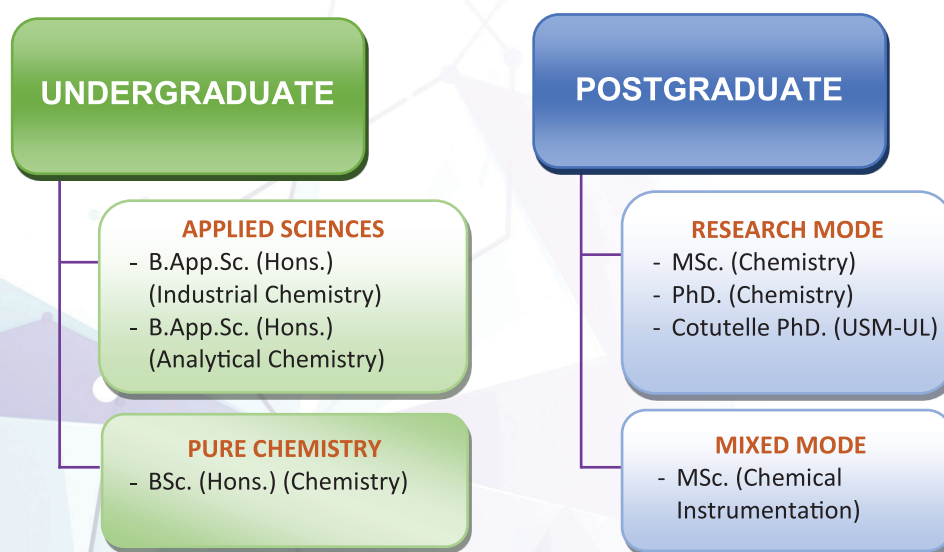 UNDERGRADUATE
APPLIED SCIENCES
- B.App.Sc. (Hons.)
(Industrial Chemistry)
- B.App.Sc. (Hons.)
(Analytical Chemistry)
PURE CHEMISTRY
- BSc. (Hons.) (Chemistry)
POSTGRADUATE
RESEARCH MODE
- MSc. (Chemistry)
- PhD. (Chemistry)
- Cotutelle PhD. (USM-UL)
MIXED MODE
- MSc. (Chemical
Instrumentation)